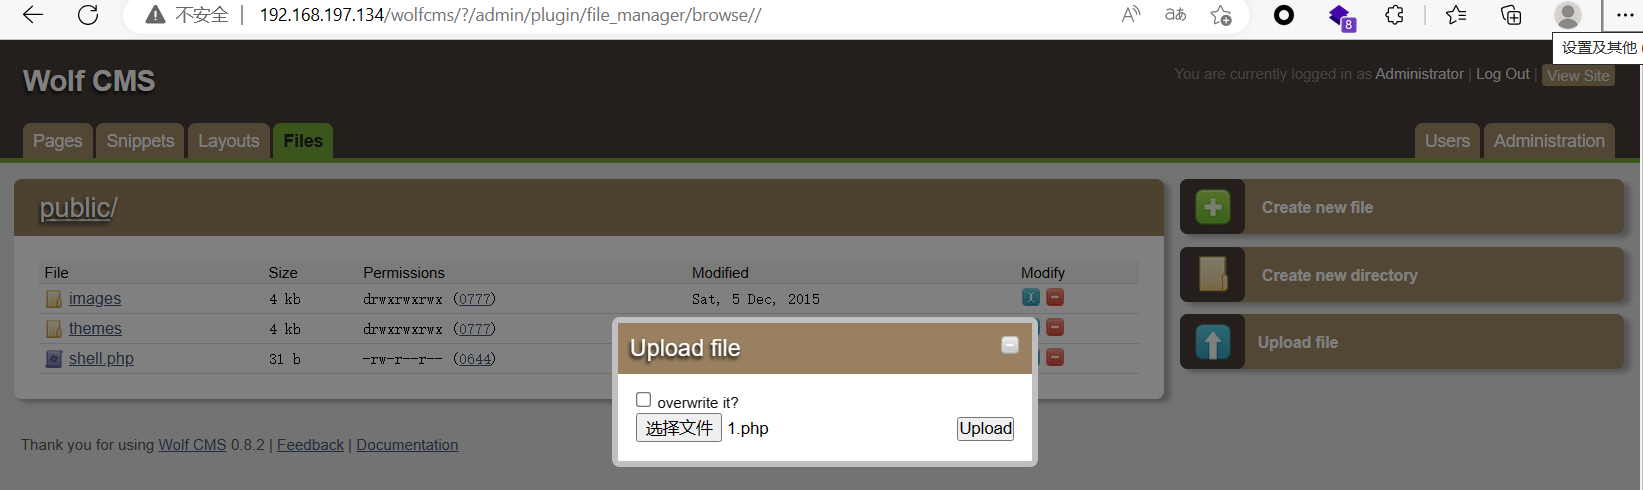 不安全 | 192.168.197.134/wolfcms/?/admin/plugin/file_manager/browse// A aあ 8
设置及其他 (
Wolf CMS You are currently logged in as Administrator | Log Out | View Site
Pages Snippets Layouts Files Users Administration
public/ Create new file
File Size Permissions Modified Modify
images 4 kb drwxrwxrwx (0777) Sat, 5 Dec, 2015 Create new directory
themes 4 kb drwxrwxrwx (0777)
shell.php 31 b -rw-r--r-- (0644) Upload file
Upload file
overwrite it?
选择文件 1.php Upload
Thank you for using Wolf CMS 0.8.2 | Feedback | Documentation